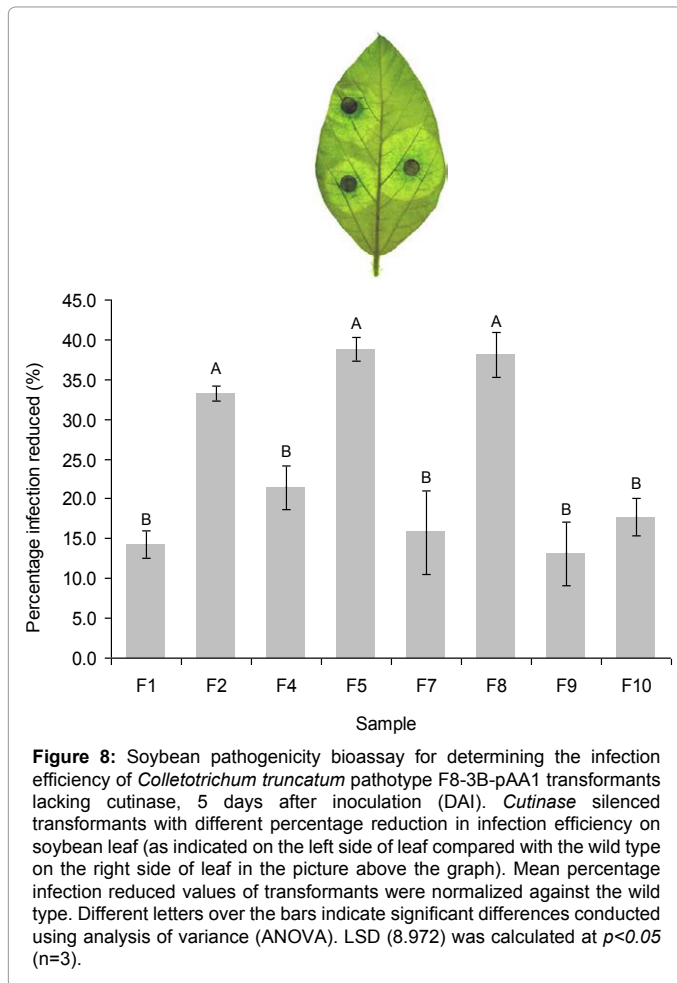 45.0
40.0
35.0
30.0
25.0
20.0
15.0
10.0
5.0
0.0
Percentage infection reduced (%)
B
A
B
A
B
A
B
B
F1 F2 F4 F5 F7 F8 F9 F10
Sample
Figure 8: Soybean pathogenicity bioassay for determining the infection
efficiency of Colletotrichum truncatum pathotype F8-3B-pAA1 transformants
lacking cutinase, 5 days after inoculation (DAI). Cutinase silenced
transformants with different percentage reduction in infection efficiency on
soybean leaf (as indicated on the left side of leaf compared with the wild type
on the right side of leaf in the picture above the graph). Mean percentage
infection reduced values of transformants were normalized against the wild
type. Different letters over the bars indicate significant differences conducted
using analysis of variance (ANOVA). LSD (8.972) was calculated at p<0.05
(n=3).